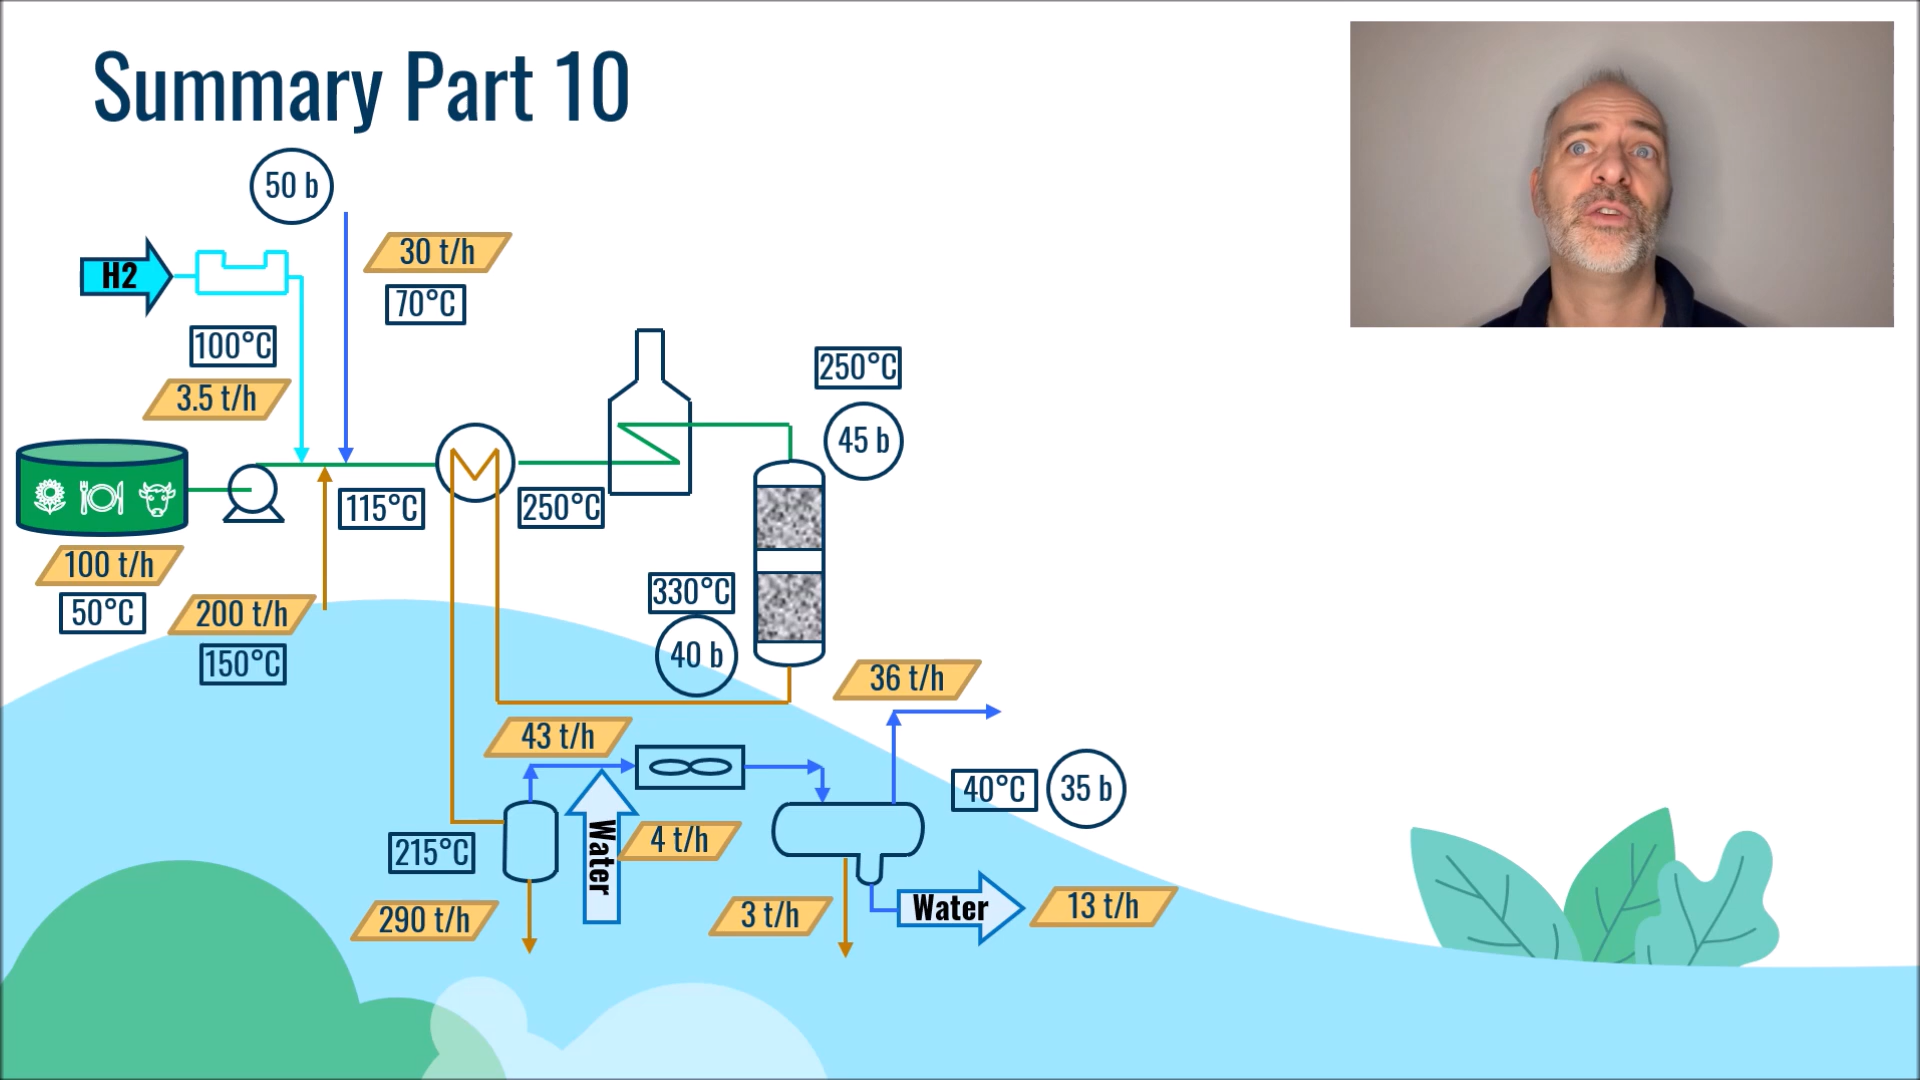 Summary Part 10
50 b
30 t/h
H2
70°C
100°C
3.5 t/h
250°C
45 b
115°C
250°C
100 t/h
50°C
200 t/h
150°C
330°C
40 b
36 t/h
43 t/h
40°C
35 b
Water
4 t/h
215°C
290 t/h
3 t/h
Water
13 t/h